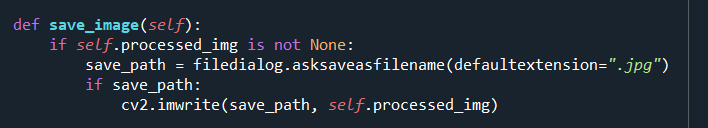 def save_image(self):
    if self.processed_img is not None:
        save_path = filedialog.asksaveasfilename(defaultextension=".jpg")
        if save_path:
            cv2.imwrite(save_path, self.processed_img)